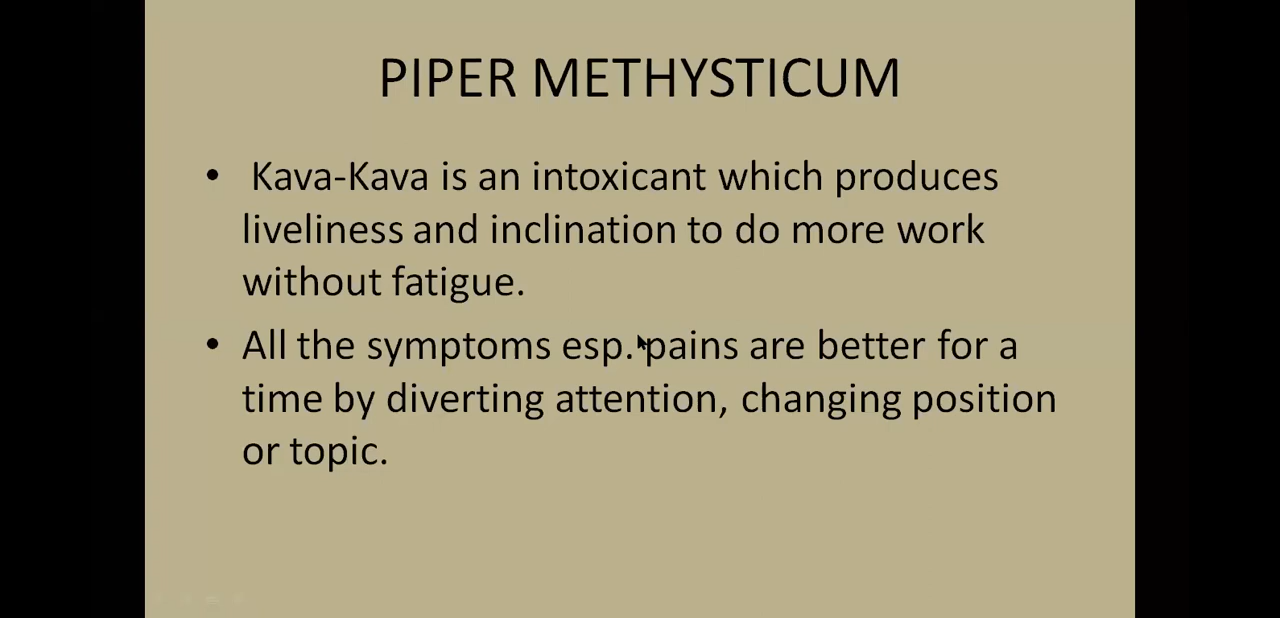 PIPER METHYSTICUM
• Kava-Kava is an intoxicant which produces
liveliness and inclination to do more work
without fatigue.
• All the symptoms esp. pains are better for a
time by diverting attention, changing position
or topic.